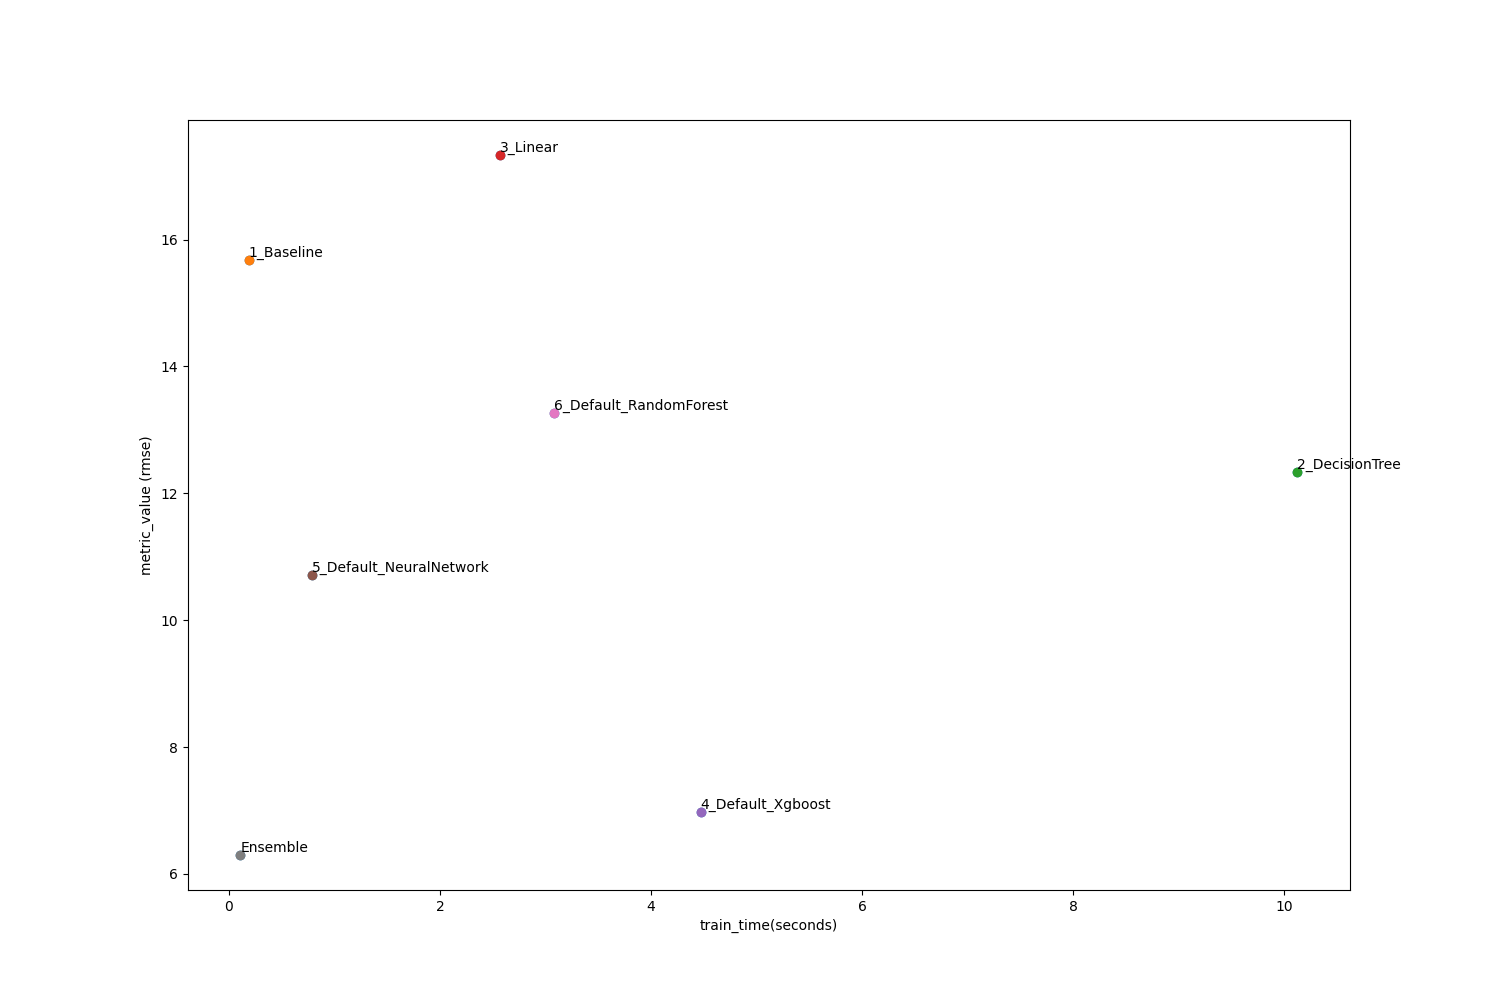 3_Linear
1_Baseline
6_Default_RandomForest
2_DecisionTree
5_Default_NeuralNetwork
4_Default_Xgboost
Ensemble
16
14
12
10
8
6
metric_value (rmse)
0 2 4 6 8 10
train_time(seconds)